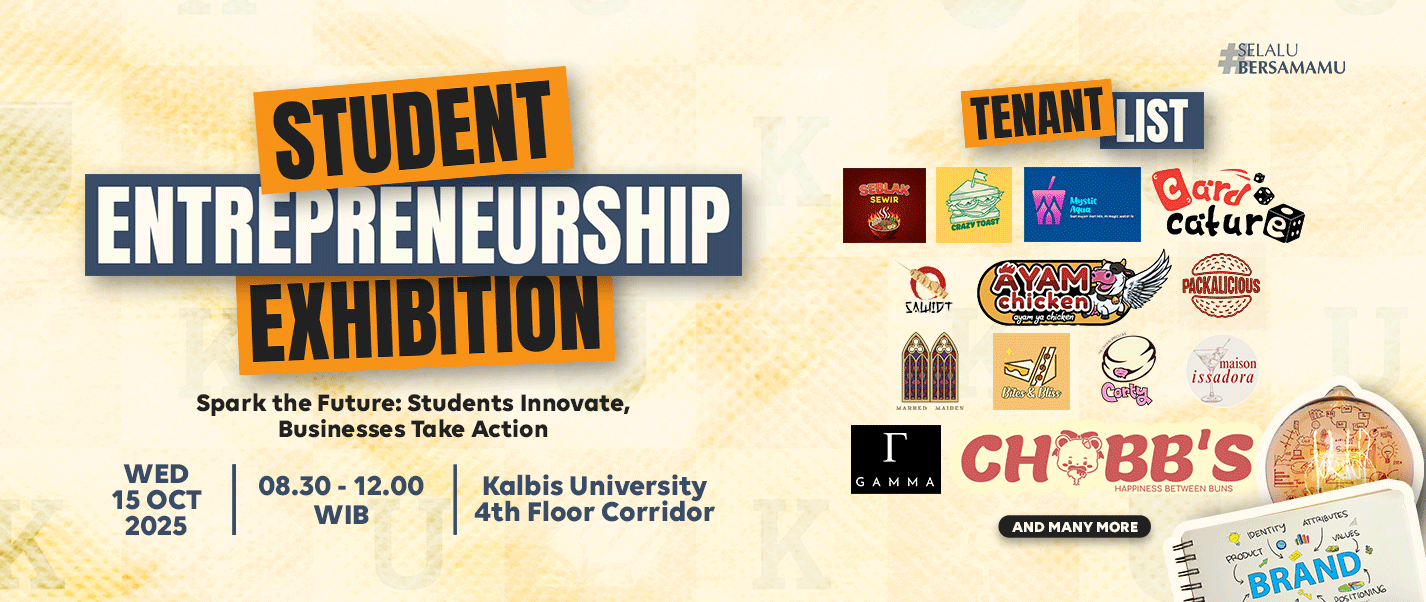 #SELALU
BERSAMAMU
STUDENT
ENTREPRENEURSHIP
EXHIBITION
Spark the Future: Students Innovate,
Businesses Take Action
WED
15 OCT
2025
08.30 - 12.00
WIB
Kalbis University
4th Floor Corridor
TENANT
LIST
SEBLAK
SEWIR
CRAZY TOAST
Mystic
Aqua
Card
cature
SAWIDT
AYAM
chicken
ayam ya chicken
PACKALICIOUS
MARRED MAIDEN
Bites & Bliss
maison
issadora
Γ
GAMMA
CHUBB'S
HAPPINESS BETWEEN BUNS
AND MANY MORE
IDENTITY
ATTRIBUTES
PRODUCT
VALUES
BRAND
POSITIONING
K
U